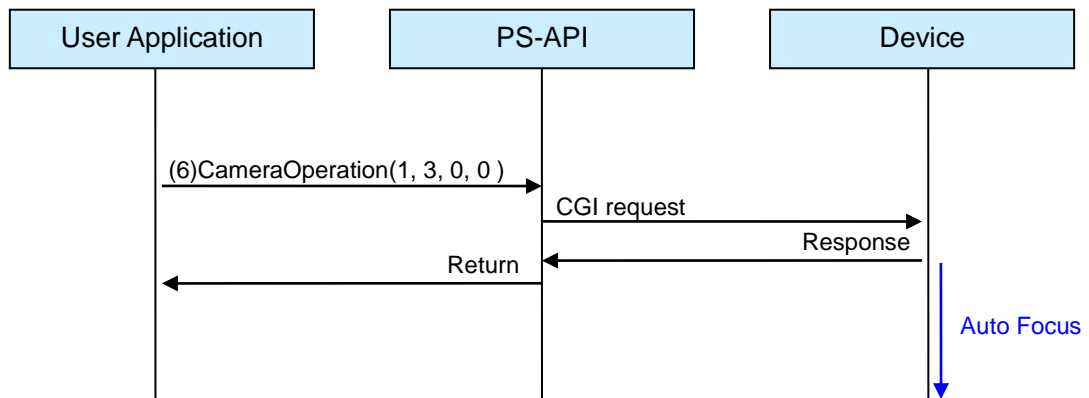 User Application
PS-API
Device
(6)CameraOperation(1, 3, 0, 0 )
CGI request
Response
Return
Auto Focus